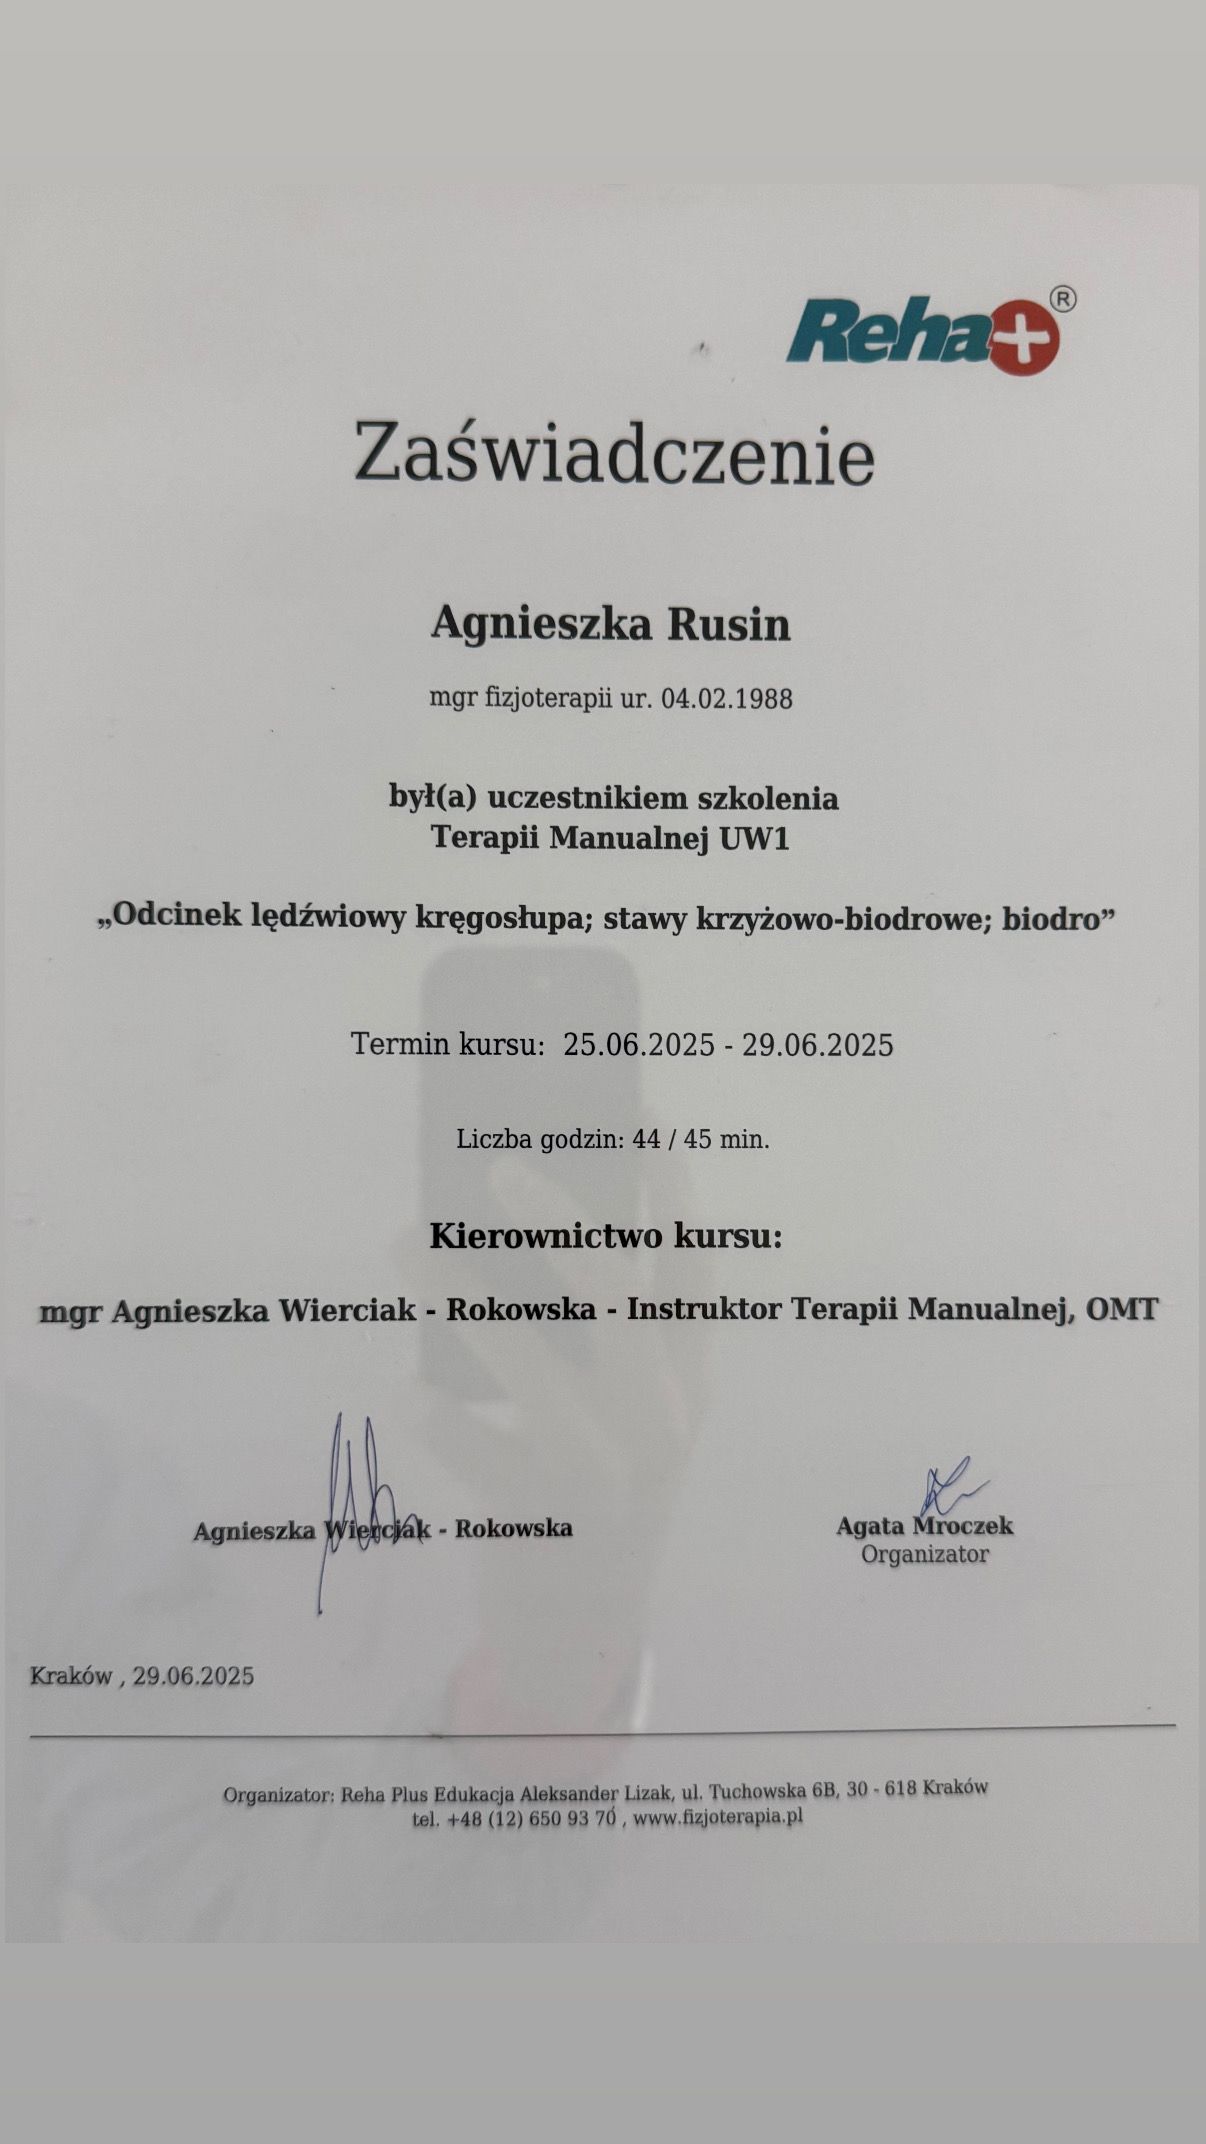 Reha+®
Zaświadczenie
Agnieszka Rusin
mgr fizjoterapii ur. 04.02.1988
był(a) uczestnikiem szkolenia
Terapii Manualnej UW1
„Odcinek lędźwiowy kręgosłupa; stawy krzyżowo-biodrowe; biodro”
Termin kursu: 25.06.2025 - 29.06.2025
Liczba godzin: 44 / 45 min.
Kierownictwo kursu:
mgr Agnieszka Wierciak - Rokowska - Instruktor Terapii Manualnej, OMT
Agnieszka Wierciak - Rokowska
Agata Mroczek
Organizator
Kraków , 29.06.2025
Organizator: Reha Plus Edukacja Aleksander Lizak, ul. Tuchowska 6B, 30 - 618 Kraków
tel. +48 (12) 650 93 70 , www.fizjoterapia.pl